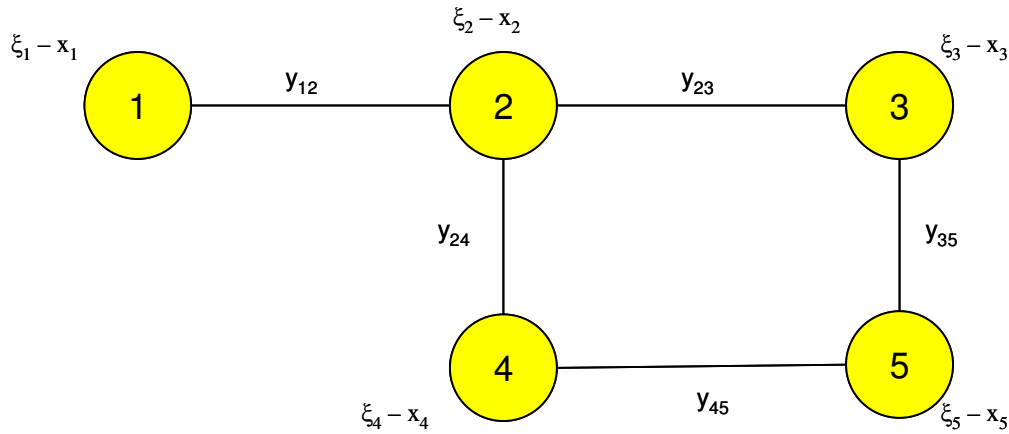 ξ₂ – x₂
ξ₁ – x₁
ξ₃ – x₃
y₁₂
y₂₃
1
2
3
y₂₄
y₃₅
4
5
y₄₅
ξ₄ – x₄
ξ₅ – x₅